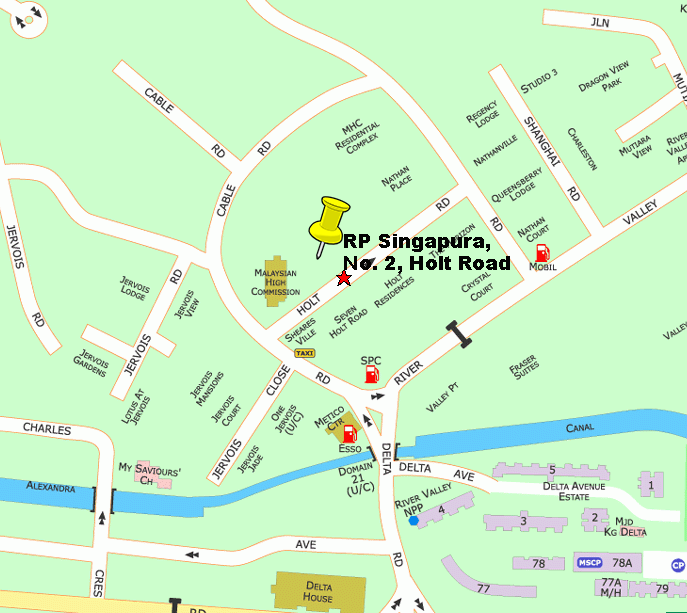 JLN
K
STUDIO 3
DRAGON VIEW
PARK
MUTIA
CABLE
RD
MHC
RESIDENTIAL
COMPLEX
REGENCY
LODGE
SHANGHAI
RD
CHARLESTON
MUTIARA
VIEW
RIVER
VALLE
AP
RD
CABLE
NATHANVILLE
NATHAN
PLACE
QUEENSBERRY
LODGE
RD
RD
NATHAN
COURT
VALLEY
JERVOIS
RD
RP Singapura,
No. 2, Holt Road
MOBIL
MALAYSIAN
HIGH
COMMISSION
RD
JERVOIS
LODGE
JERVOIS
VIEW
HOLT
HOLT
RESIDENCES
CRYSTAL
COURT
SHEARES
VILLE
SEVEN
HOLT ROAD
VALLEY
JERVOIS
JERVOIS
GARDENS
TAXI
SPC
RD
RIVER
FRASER
SUITES
CLOSE
JERVOIS
MANSIONS
LOTUS AT
JERVOIS
JERVOIS
COURT
ONE
JERVOIS
(U/C)
METICO
CTR
VALLEY PT
CHARLES
ESSO
CANAL
JERVOIS
JERVOIS
JADE
MY SAVIOURS'
CH
DOMAIN
21
(U/C)
DELTA
DELTA
AVE
5
ALEXANDRA
DELTA AVENUE
ESTATE
1
RIVER VALLEY
NPP
4
3
2
MJD
KG DELTA
AVE
RD
78
MSCP
78A
CP
CRES
DELTA
HOUSE
77
77A
M/H
79
RD